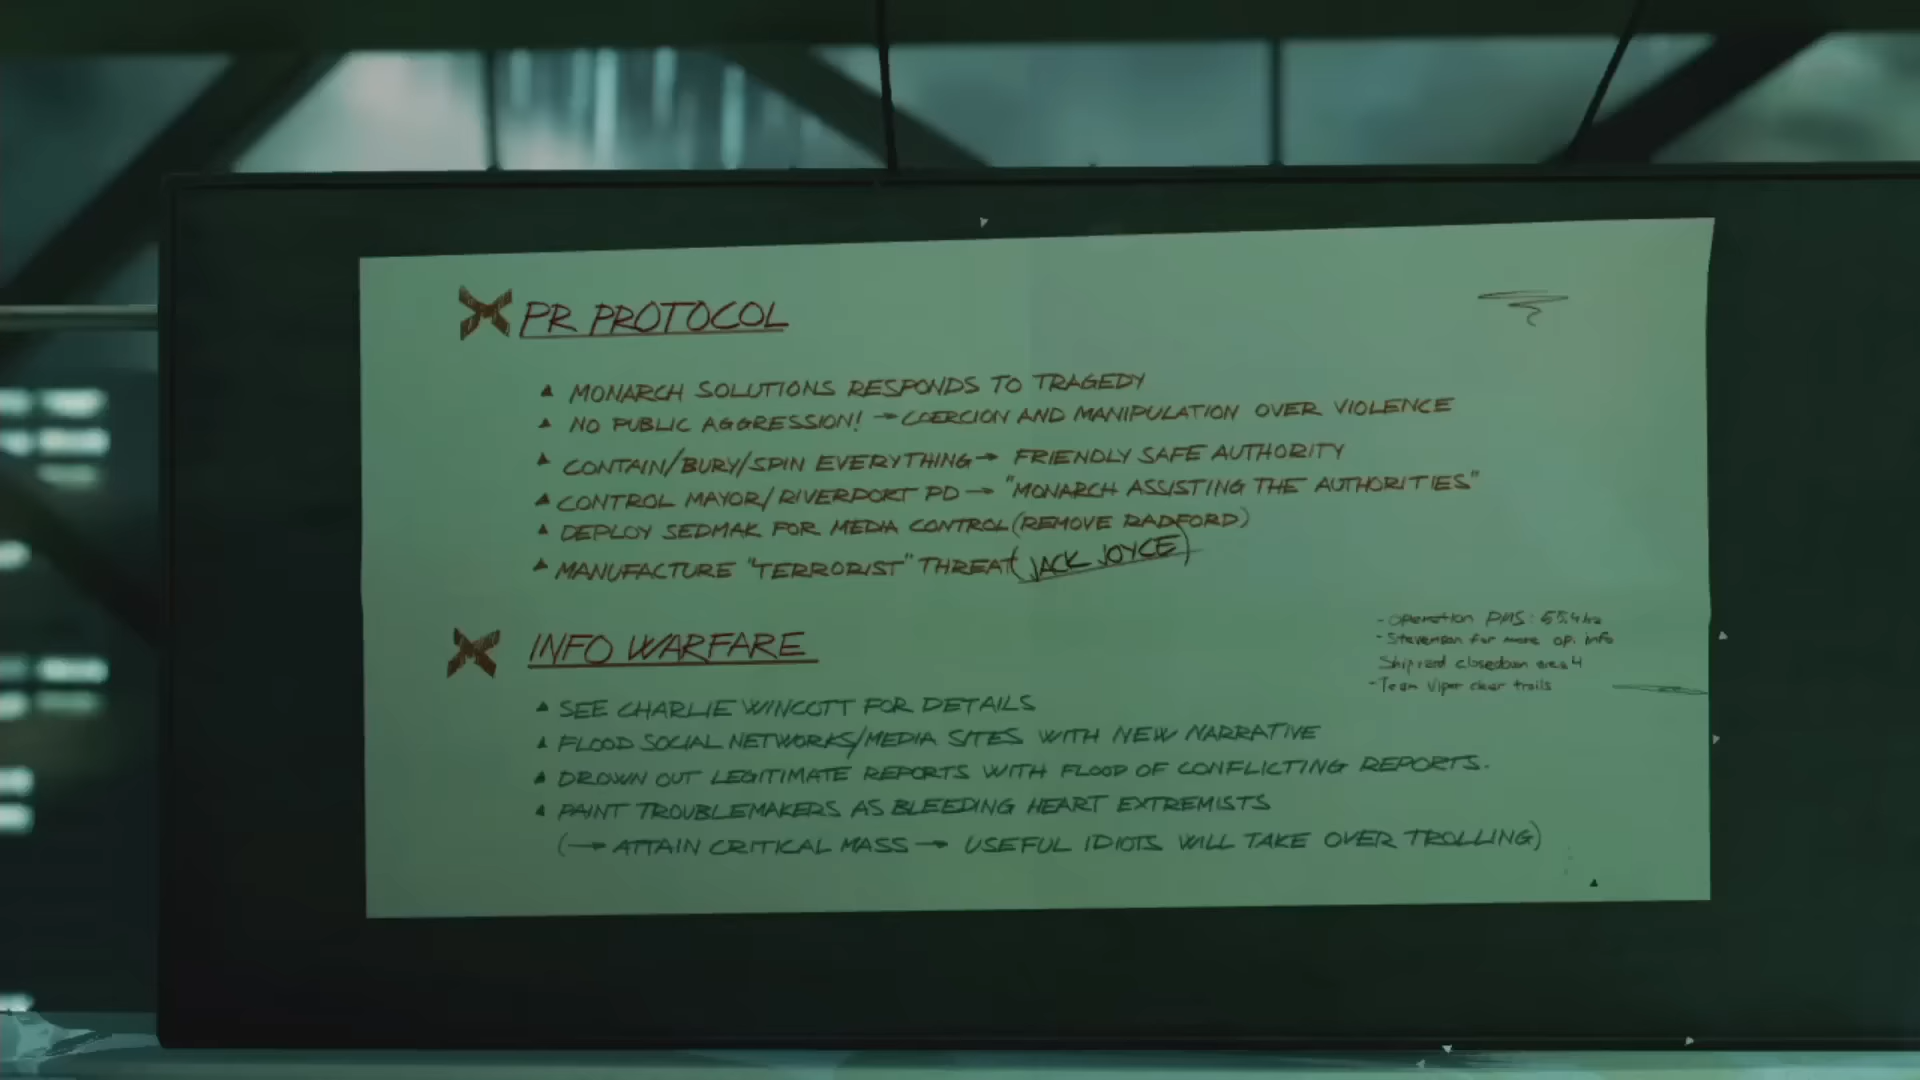 PR PROTOCOL
MONARCH SOLUTIONS RESPONDS TO TRAGEDY
NO PUBLIC AGGRESSION! → COERCION AND MANIPULATION OVER VIOLENCE
CONTAIN/BURY/SPIN EVERYTHING → FRIENDLY SAFE AUTHORITY
CONTROL MAYOR/RIVERPORT PD → "MONARCH ASSISTING THE AUTHORITIES"
DEPLOY SEDMAK FOR MEDIA CONTROL (REMOVE RADFORD)
MANUFACTURE "TERRORIST" THREAT (JACK JOYCE)
INFO WARFARE
SEE CHARLIE WINCOTT FOR DETAILS
FLOOD SOCIAL NETWORKS/MEDIA SITES WITH NEW NARRATIVE
DROWN OUT LEGITIMATE REPORTS WITH FLOOD OF CONFLICTING REPORTS.
PAINT TROUBLEMAKERS AS BLEEDING HEART EXTREMISTS
(→ ATTAIN CRITICAL MASS → USEFUL IDIOTS WILL TAKE OVER TROLLING)
- Operation
- Stevenson for more op. info
closedown area 4
- Team Viper clear trails